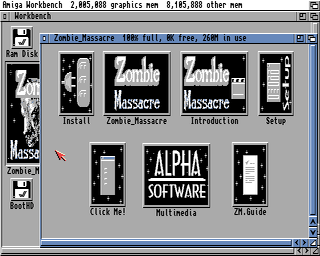 Amiga Workbench 2,005,088 graphics mem 8,105,888 other mem
Workbench
Zombie_Massacre 100% full, 0K free, 260M in use
Ram Disk
Zombie_M
BootHD
Install
Zombie Massacre
Zombie_Massacre
Zombie Massacre
Introduction
Setup
Setup
Click Me!
ALPHA
SOFTWARE
Multimedia
ZM.Guide